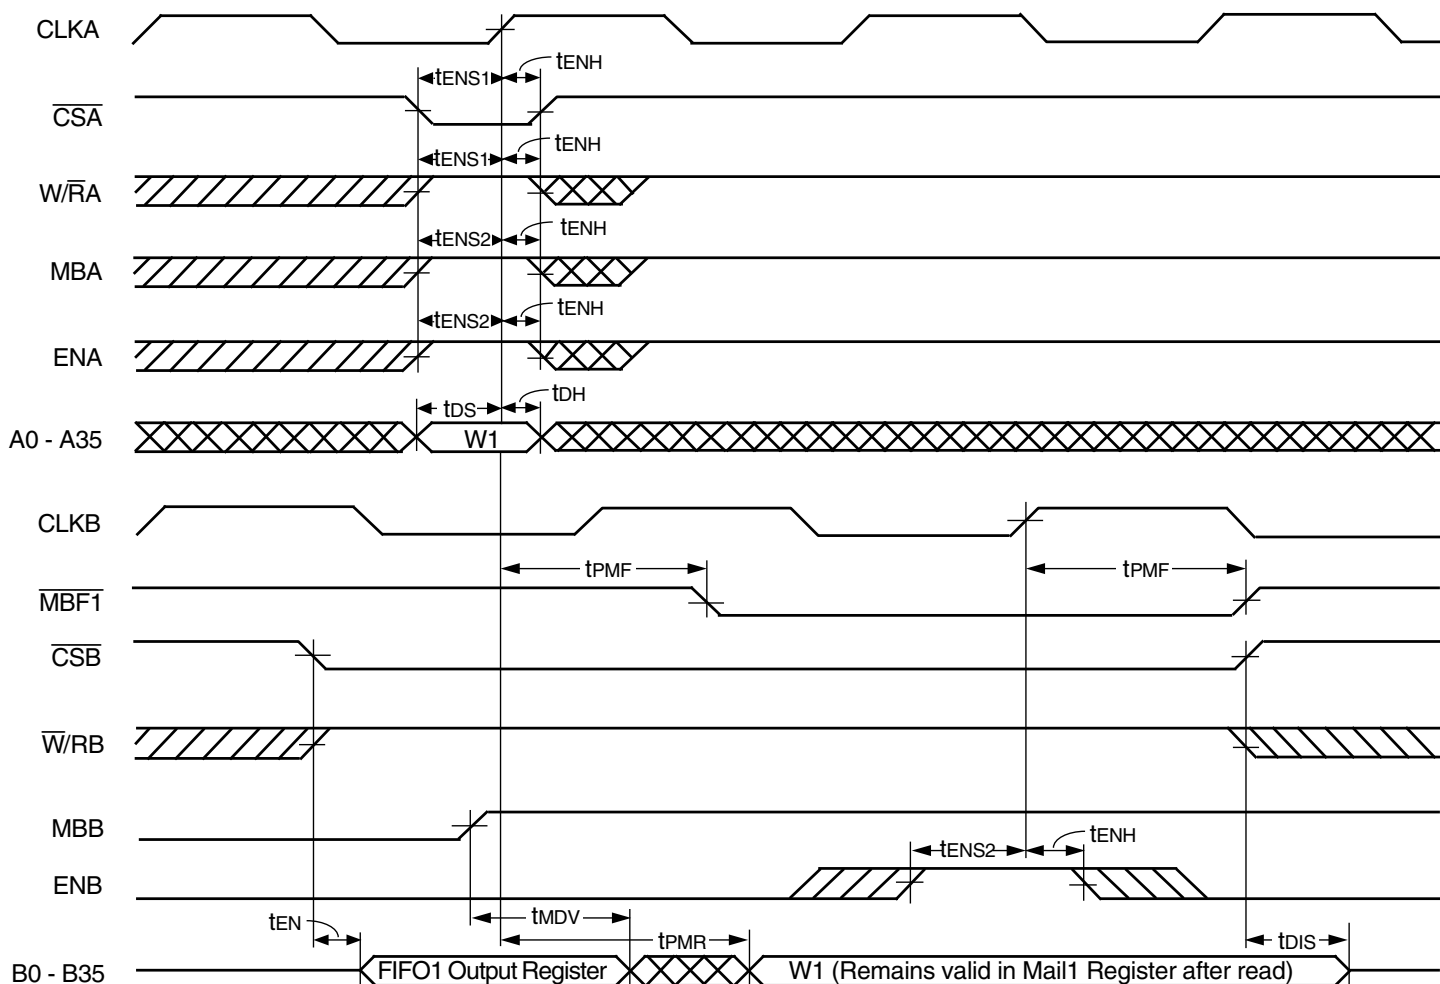 CLKA
tENS1
tENH
CSA
tENS1
tENH
W/RA
tENS2
tENH
MBA
tENS2
tENH
ENA
tDS
tDH
A0 - A35
W1
CLKB
tPMF
tPMF
MBF1
CSB
W/RB
MBB
tENS2
tENH
ENB
tEN
tMDV
tPMR
tDIS
B0 - B35
FIFO1 Output Register
W1 (Remains valid in Mail1 Register after read)